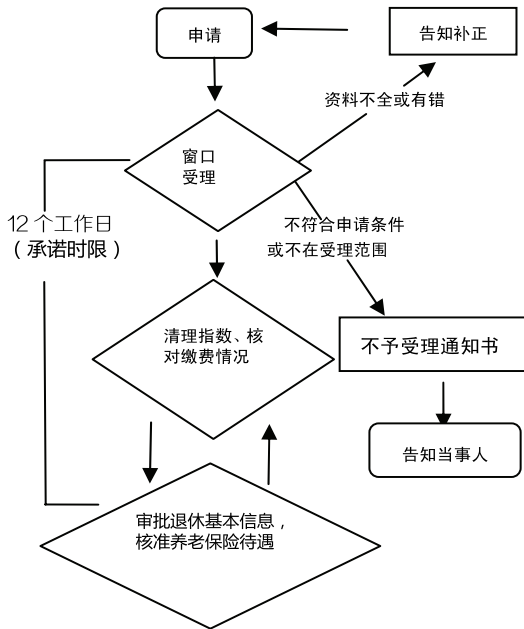 申请
告知补正
资料不全或有错
窗口
受理
12个工作日
（承诺时限）
不符合申请条件
或不在受理范围
清理指数、核
对缴费情况
不予受理通知书
告知当事人
审批退休基本信息，
核准养老保险待遇